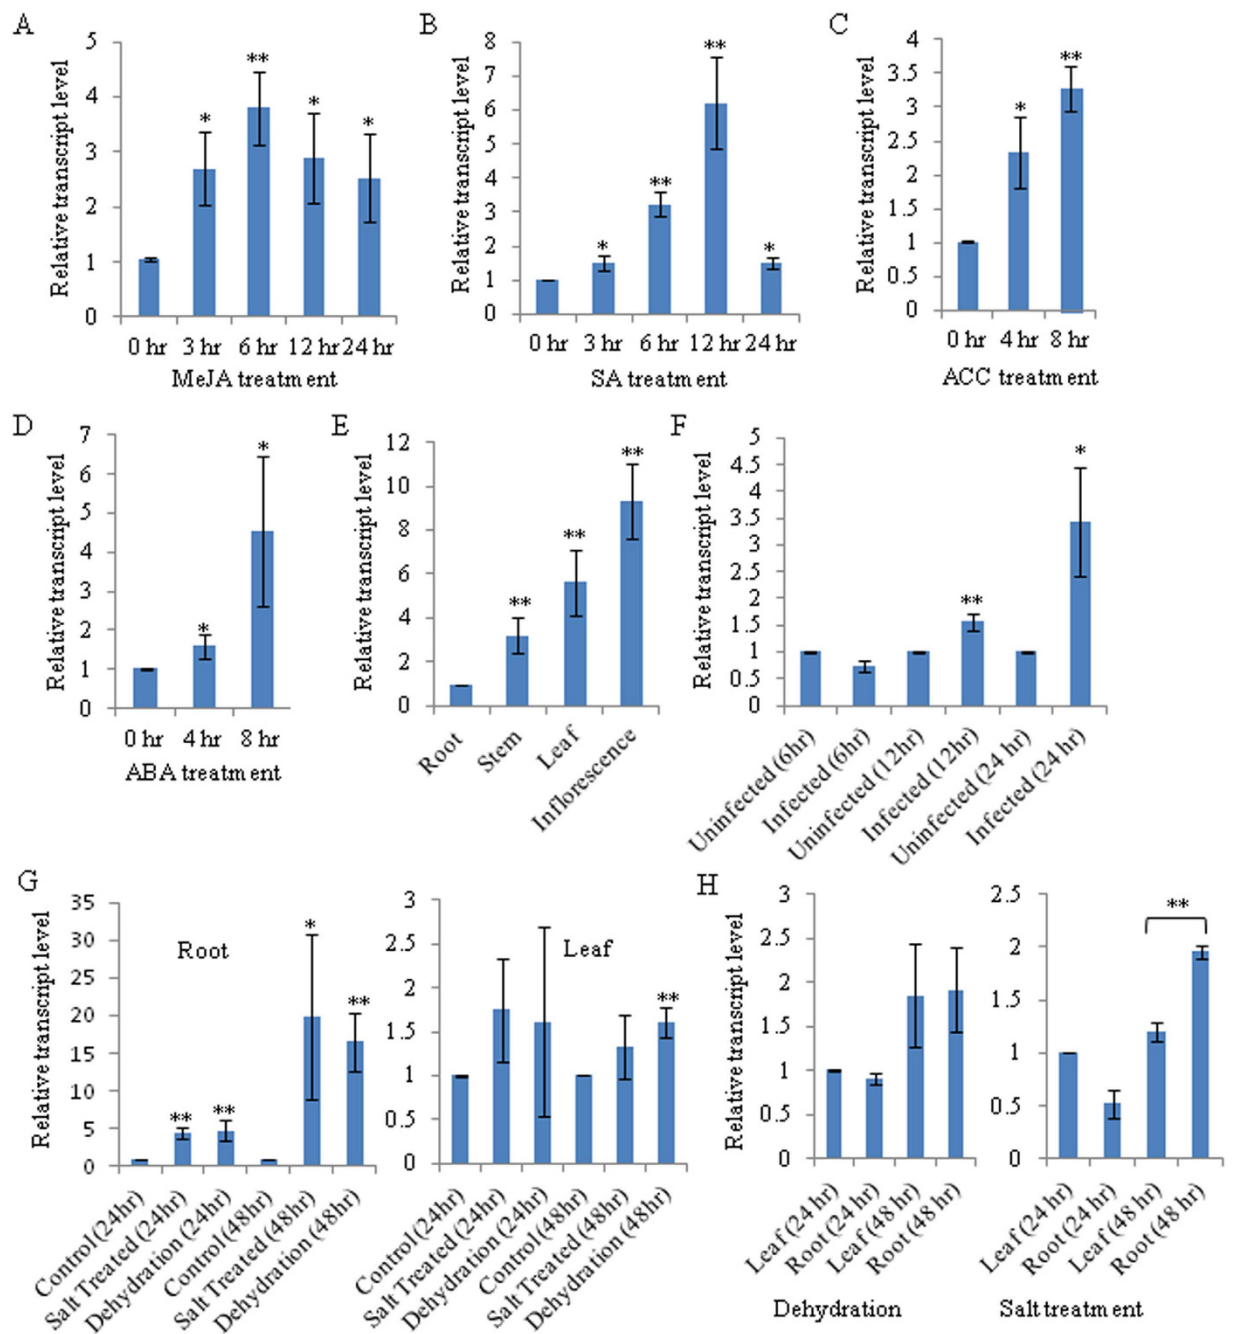 A
Relative transcript level
5
4
3
2
1
0
*
**
*
*
0 hr 3 hr 6 hr 12 hr 24 hr
MeJA treatment
B
Relative transcript level
8
7
6
5
4
3
2
1
0
*
**
**
*
0 hr 3 hr 6 hr 12 hr 24 hr
SA treatment
C
Relative transcript level
4
3.5
3
2.5
2
1.5
1
0.5
0
*
**
0 hr 4 hr 8 hr
ACC treatment
D
Relative transcript level
7
6
5
4
3
2
1
0
*
*
0 hr 4 hr 8 hr
ABA treatment
E
Relative transcript level
12
10
8
6
4
2
0
**
**
**
Root
Stem
Leaf
Inflorescence
F
Relative transcript level
5
4.5
4
3.5
3
2.5
2
1.5
1
0.5
0
**
*
Uninfected (6hr)
Infected (6hr)
Uninfected (12hr)
Infected (12hr)
Uninfected (24 hr)
Infected (24 hr)
G
Relative transcript level
35
30
25
20
15
10
5
0
Root
**
**
*
**
Control (24hr)
Salt Treated (24hr)
Dehydration (24hr)
Control (48hr)
Salt Treated (48hr)
Dehydration (48hr)
3
2.5
2
1.5
1
0.5
0
Leaf
**
Control (24hr)
Salt Treated (24hr)
Dehydration (24hr)
Control (48hr)
Salt Treated (48hr)
Dehydration (48hr)
H
Relative transcript level
3
2.5
2
1.5
1
0.5
0
Leaf (24 hr)
Root (24 hr)
Leaf (48 hr)
Root (48 hr)
Dehydration
2.5
2
1.5
1
0.5
0
**
Leaf (24 hr)
Root (24 hr)
Leaf (48 hr)
Root (48 hr)
Salt treatment